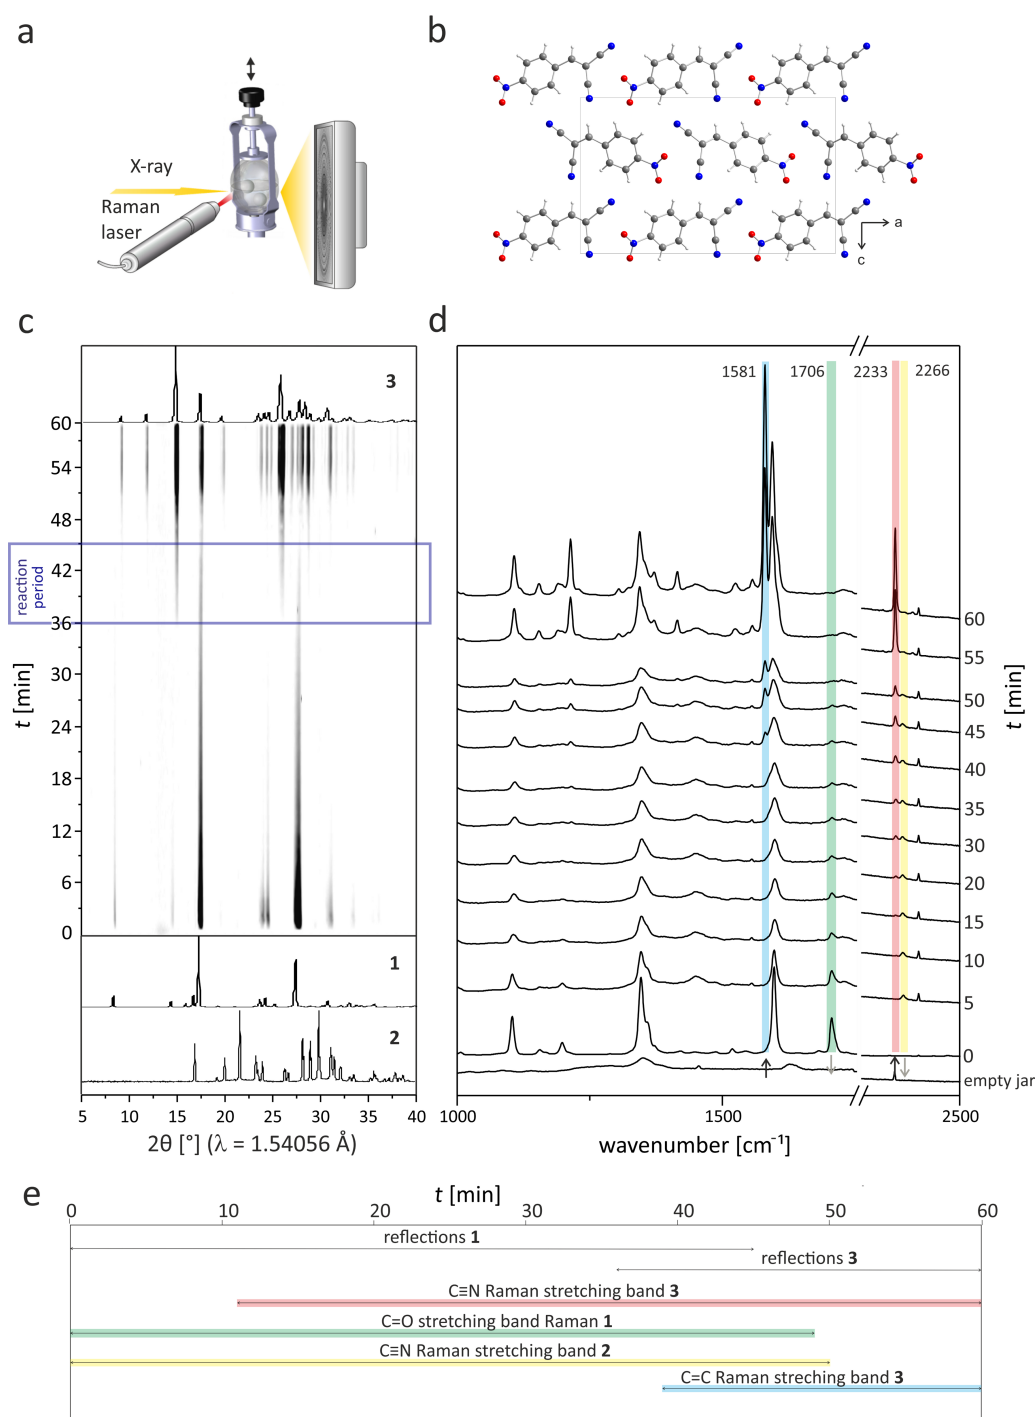 a
X-ray
Raman
laser
b
a
c
c
3
60
54
48
42
36
30
24
18
12
6
0
reaction
period
t [min]
1
2
5 10 15 20 25 30 35 40
2θ [°] (λ = 1.54056 Å)
d
1581 1706 2233 2266
60
55
50
45
40
35
30
20
15
10
5
0
empty jar
t [min]
1000 1500 2500
wavenumber [cm⁻¹]
e
t [min]
0 10 20 30 40 50 60
reflections 1
reflections 3
C≡N Raman stretching band 3
C=O stretching band Raman 1
C≡N Raman stretching band 2
C=C Raman streching band 3